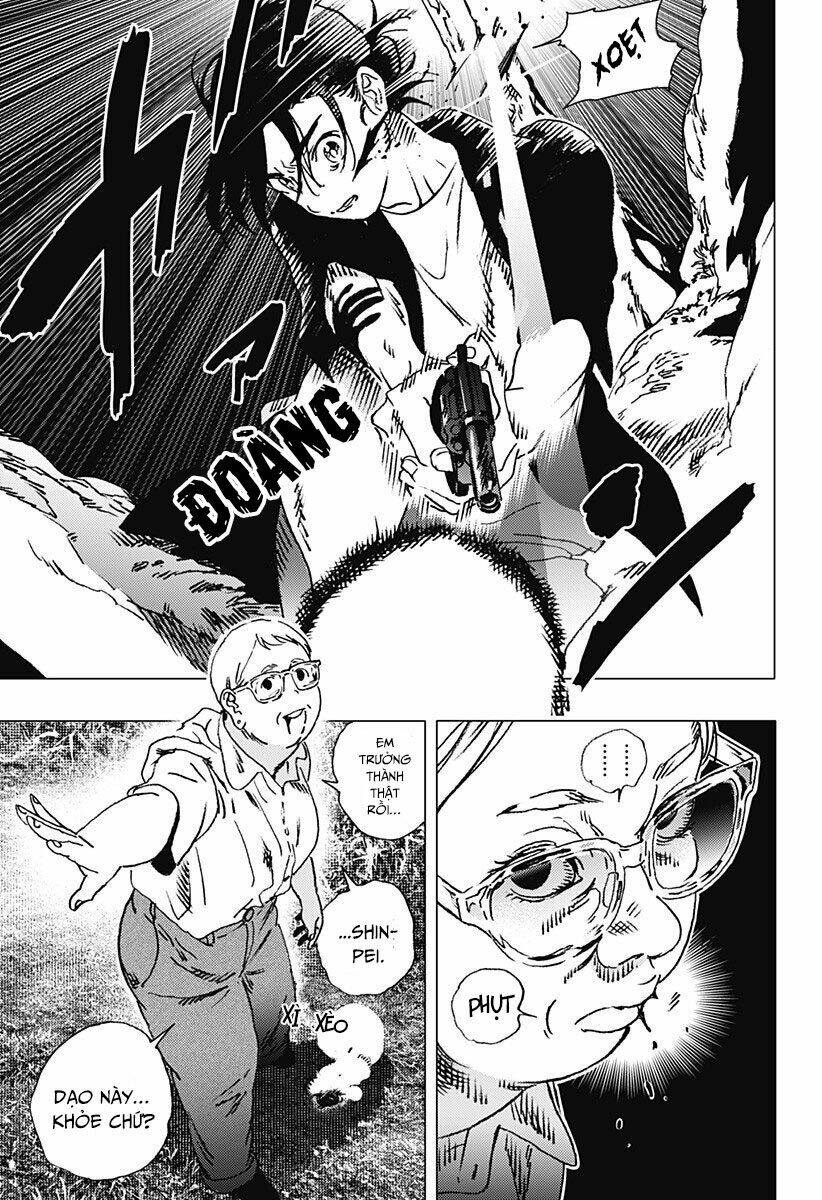 XOẸT
ĐOÀNG
......
PHỤT
EM
TRƯỞNG
THÀNH
THẬT
RỒI...
...SHIN-
PEI.
XÌ XÈO
DẠO NÀY...
KHỎE CHỨ?